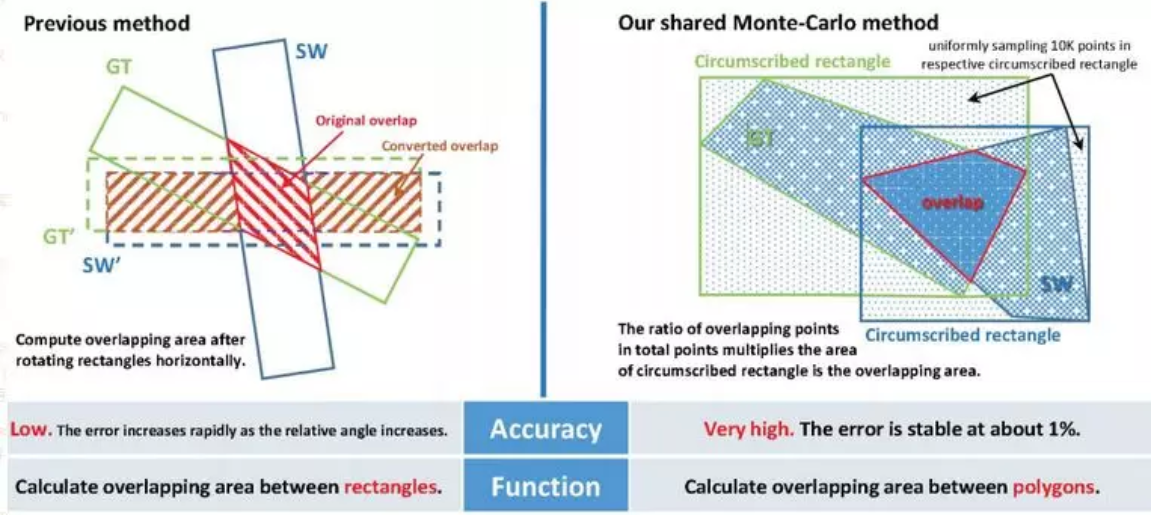 Previous method
GT
SW
Original overlap
Converted overlap
GT'
SW'
Compute overlapping area after
rotating rectangles horizontally.
Our shared Monte-Carlo method
uniformly sampling 10K points in
respective circumscribed rectangle
Circumscribed rectangle
GT
overlap
SW
Circumscribed rectangle
The ratio of overlapping points
in total points multiplies the area
of circumscribed rectangle is the overlapping area.
Low. The error increases rapidly as the relative angle increases.
Accuracy
Very high. The error is stable at about 1%.
Calculate overlapping area between rectangles.
Function
Calculate overlapping area between polygons.